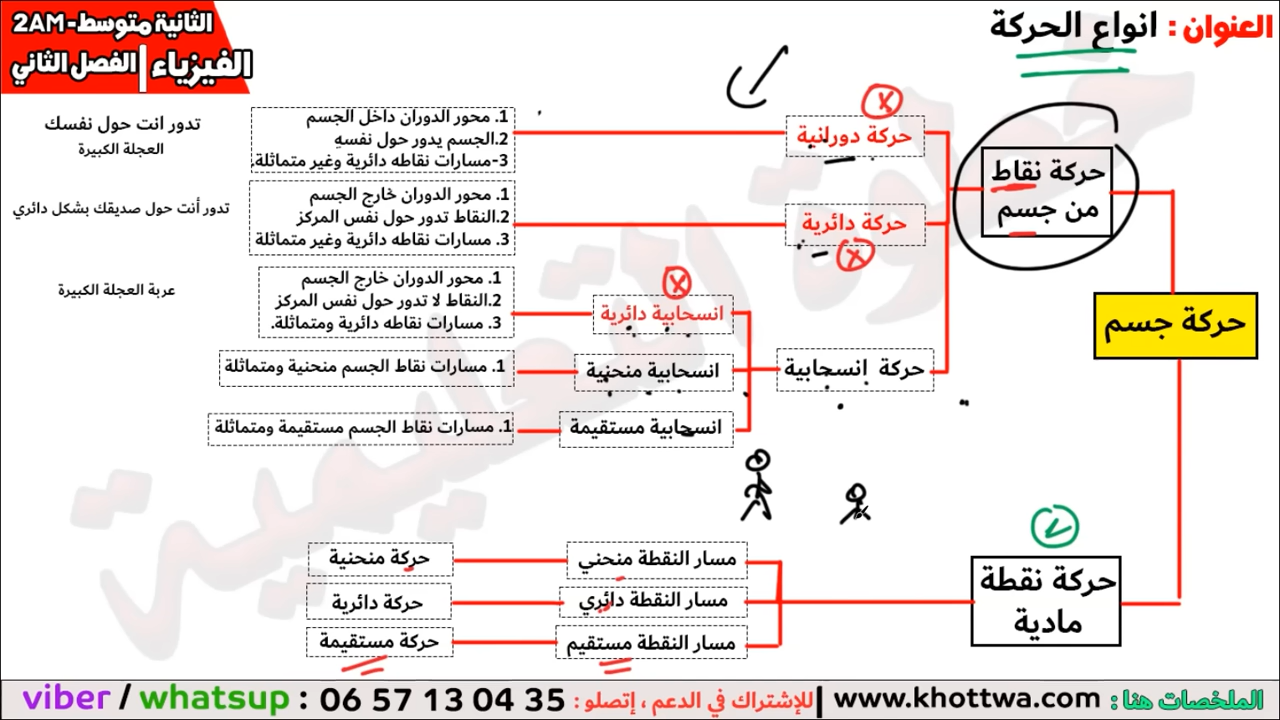 الثانية متوسط-2AM
الفيزياء | الفصل الثاني
العنوان : انواع الحركة
حركة جسم
حركة نقاط
من جسم
حركة دورنية
1. محور الدوران داخل الجسم
2.الجسم يدور حول نفسه
3-مسارات نقاطه دائرية وغير متماثلة.
تدور انت حول نفسك
العجلة الكبيرة
حركة دائرية
1. محور الدوران خارج الجسم
2.النقاط تدور حول نفس المركز
3. مسارات نقاطه دائرية وغير متماثلة
تدور أنت حول صديقك بشكل دائري
حركة انسحابية
انسحابية دائرية
1. محور الدوران خارج الجسم
2.النقاط لا تدور حول نفس المركز
3. مسارات نقاطه دائرية ومتماثلة.
عربة العجلة الكبيرة
انسحابية منحنية
1. مسارات نقاط الجسم منحنية ومتماثلة
انسحابية مستقيمة
1. مسارات نقاط الجسم مستقيمة ومتماثلة
حركة نقطة
مادية
مسار النقطة منحني
حركة منحنية
مسار النقطة دائري
حركة دائرية
مسار النقطة مستقيم
حركة مستقيمة
خطوة التعليمية
الملخصات هنا : www.khottwa.com | للإشتراك في الدعم ، إتصلو : viber / whatsup : 06 57 13 04 35